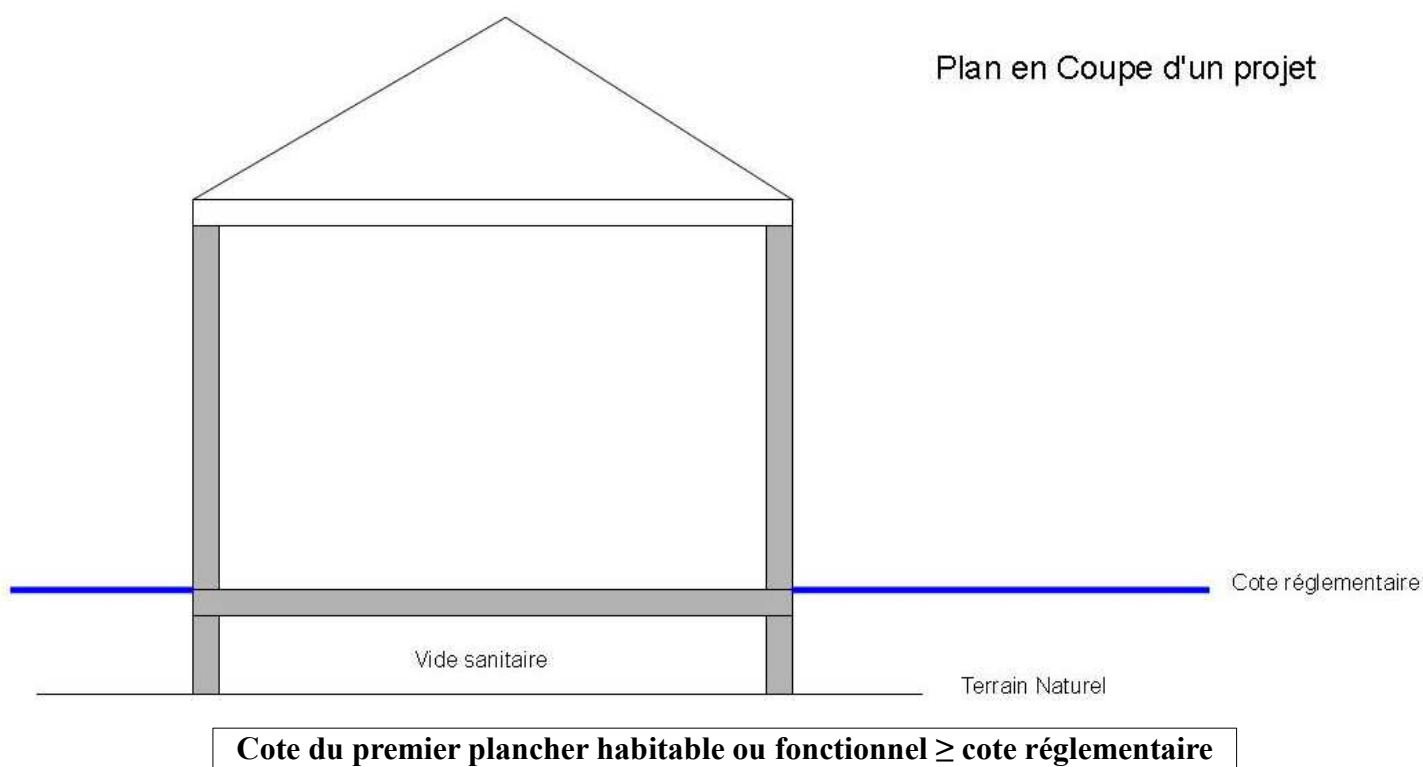 Plan en Coupe d'un projet
Cote réglementaire
Vide sanitaire
Terrain Naturel
Cote du premier plancher habitable ou fonctionnel ≥ cote réglementaire